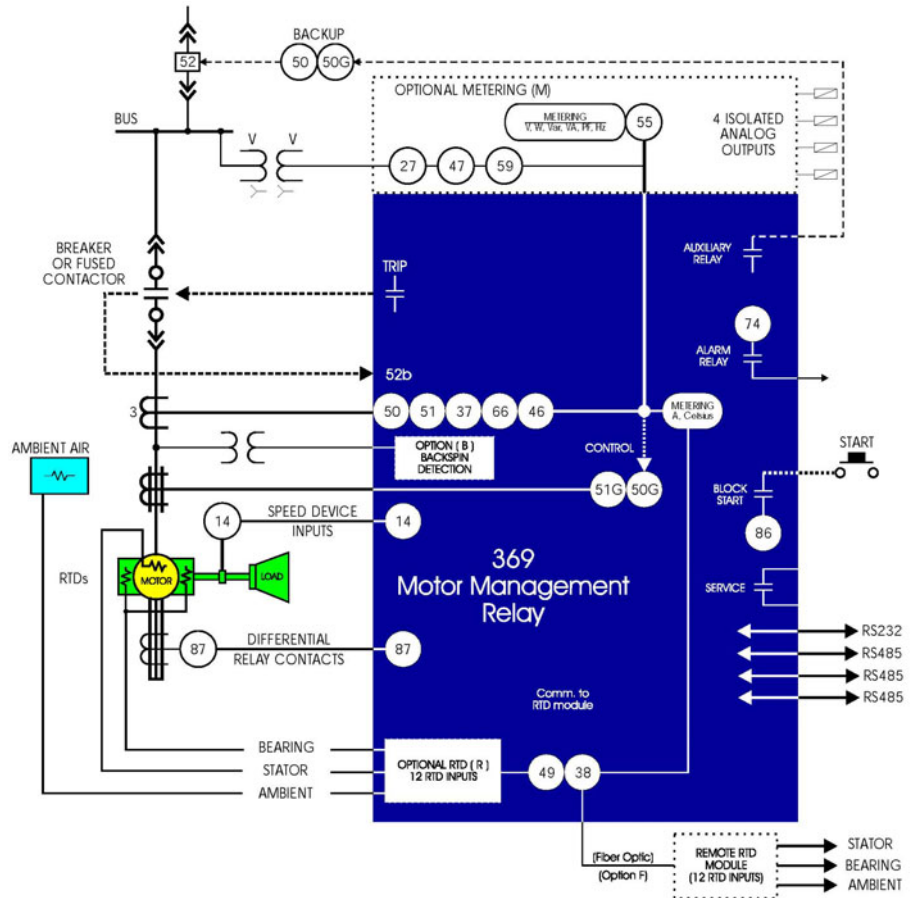 BACKUP
52
50
50G
OPTIONAL METERING (M)
METERING
V, W, Var, VA, PF, Hz
55
4 ISOLATED
ANALOG
OUTPUTS
BUS
V
V
27
47
59
BREAKER
OR FUSED
CONTACTOR
TRIP
AUXILIARY
RELAY
74
ALARM
RELAY
52b
3
50
51
37
66
46
METERING
A, Celsius
OPTION ( B )
BACKSPIN
DETECTION
CONTROL
START
AMBIENT AIR
51G
50G
BLOCK
START
86
14
SPEED DEVICE
INPUTS
14
369
Motor Management
Relay
RTDs
MOTOR
LOAD
SERVICE
RS232
RS485
RS485
RS485
87
DIFFERENTIAL
RELAY CONTACTS
87
Comm. to
RTD module
BEARING
STATOR
AMBIENT
OPTIONAL RTD ( R )
12 RTD INPUTS
49
38
(Fiber Optic)
(Option F)
REMOTE RTD
MODULE
(12 RTD INPUTS)
STATOR
BEARING
AMBIENT